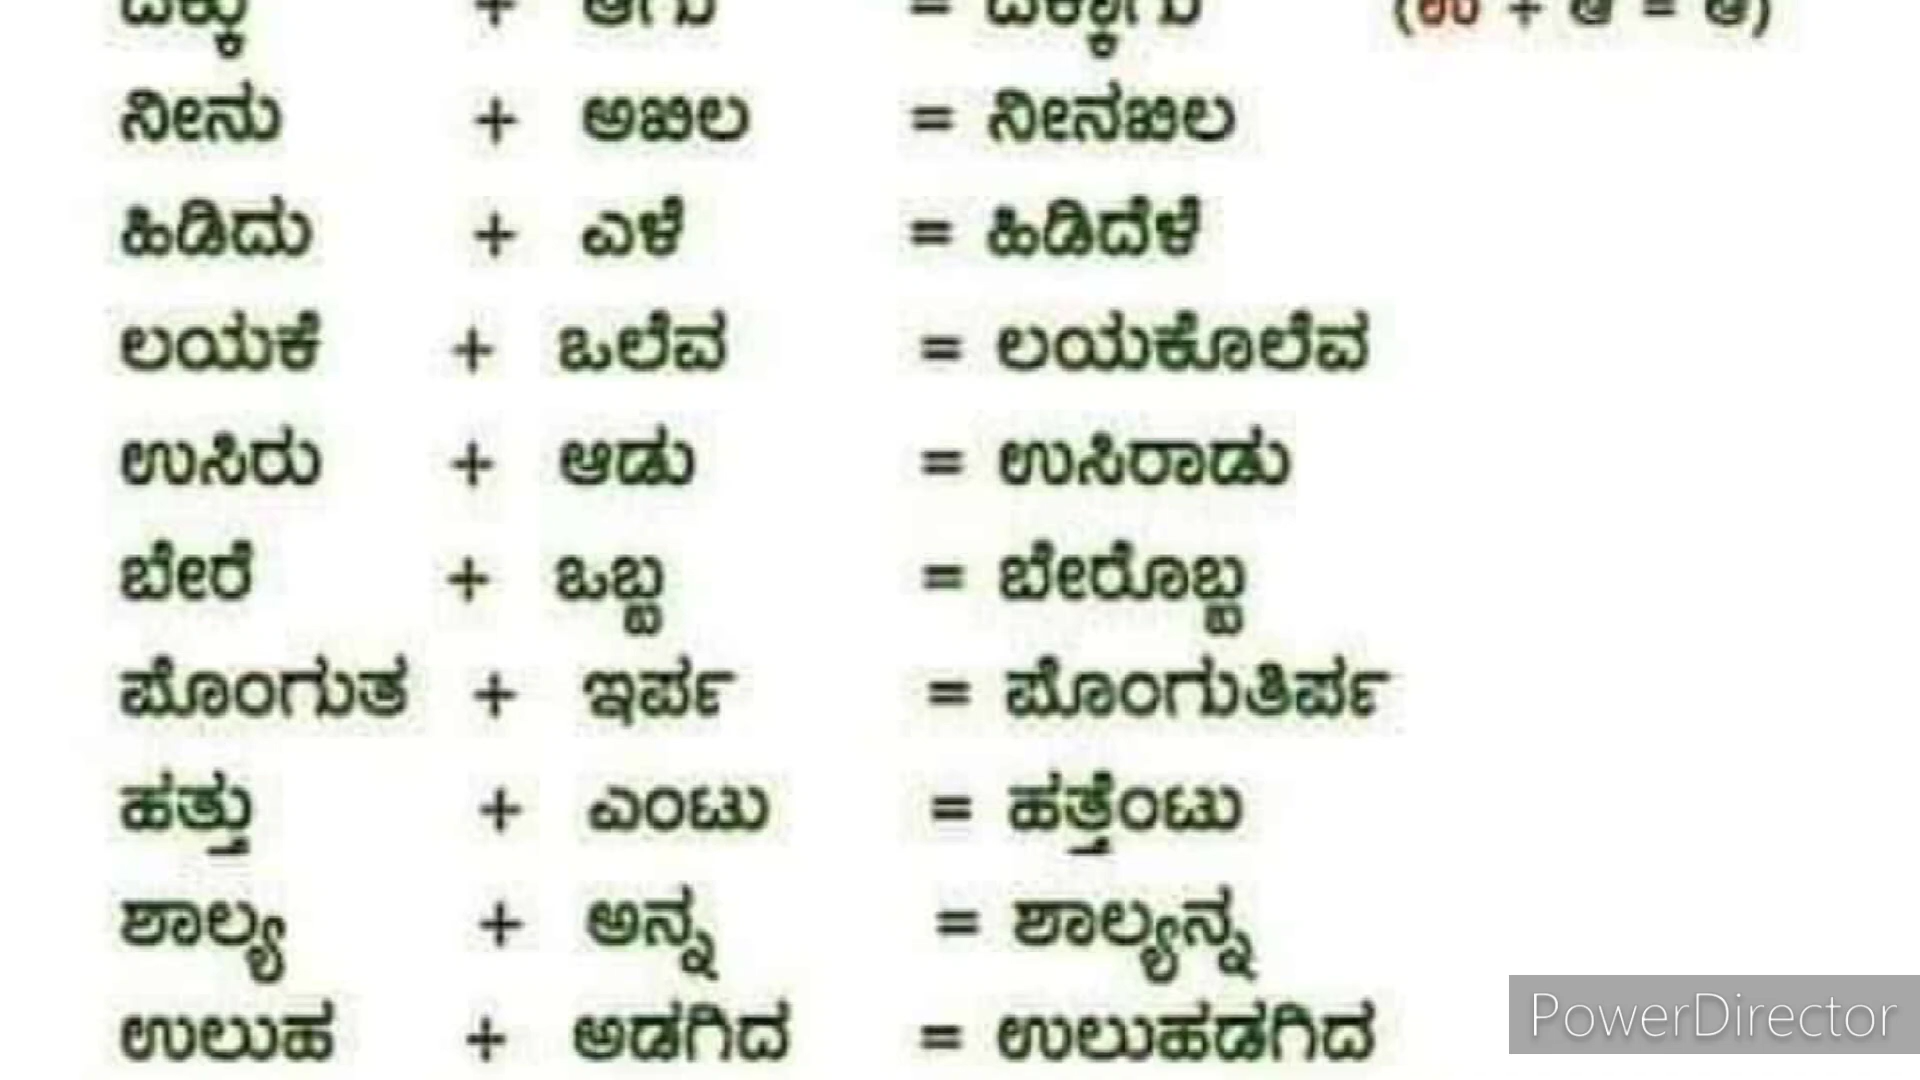 ನೀನು + ಅಖಿಲ = ನೀನಖಿಲ
ಹಿಡಿದು + ಎಳೆ = ಹಿಡಿದೆಳೆ
ಲಯಕೆ + ಒಲೆವ = ಲಯಕೊಲೆವ
ಉಸಿರು + ಆಡು = ಉಸಿರಾಡು
ಬೇರೆ + ಒಬ್ಬ = ಬೇರೊಬ್ಬ
ಪೊಂಗುತ + ಇರ್ಪ = ಪೊಂಗುತಿರ್ಪ
ಹತ್ತು + ಎಂಟು = ಹತ್ತೆಂಟು
ಶಾಲ್ಯ + ಅನ್ನ = ಶಾಲ್ಯನ್ನ
ಉಲುಹ + ಅಡಗಿದ = ಉಲುಹಡಗಿದ
PowerDirector